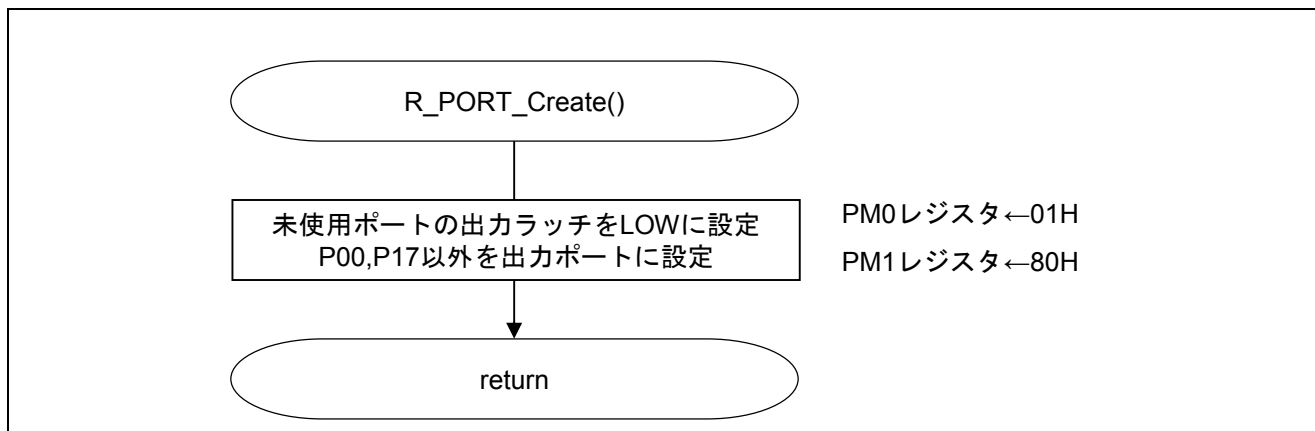 R_PORT_Create()
未使用ポートの出力ラッチをLOWに設定
P00,P17以外を出力ポートに設定
PM0レジスタ←01H
PM1レジスタ←80H
return